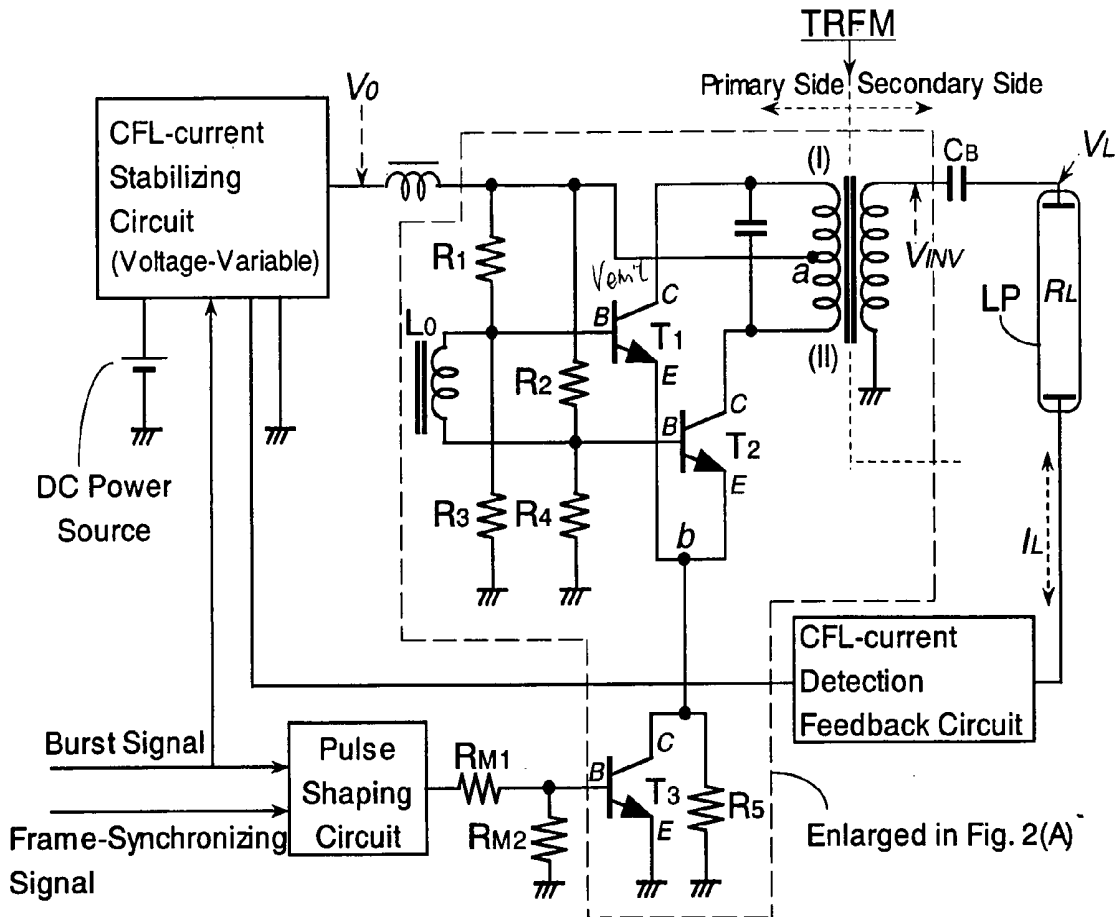 TRFM
Primary Side
Secondary Side
V0
CFL-current
Stabilizing
Circuit
(Voltage-Variable)
(I)
CB
VL
R1
a
VINV
C
B
T1
E
L0
LP
RL
(II)
R2
C
B
T2
E
DC Power
Source
R3
R4
b
IL
CFL-current
Detection
Feedback Circuit
Burst Signal
Pulse
Shaping
Circuit
RM1
C
B
T3
E
R5
RM2
Frame-Synchronizing
Signal
Enlarged in Fig. 2(A)